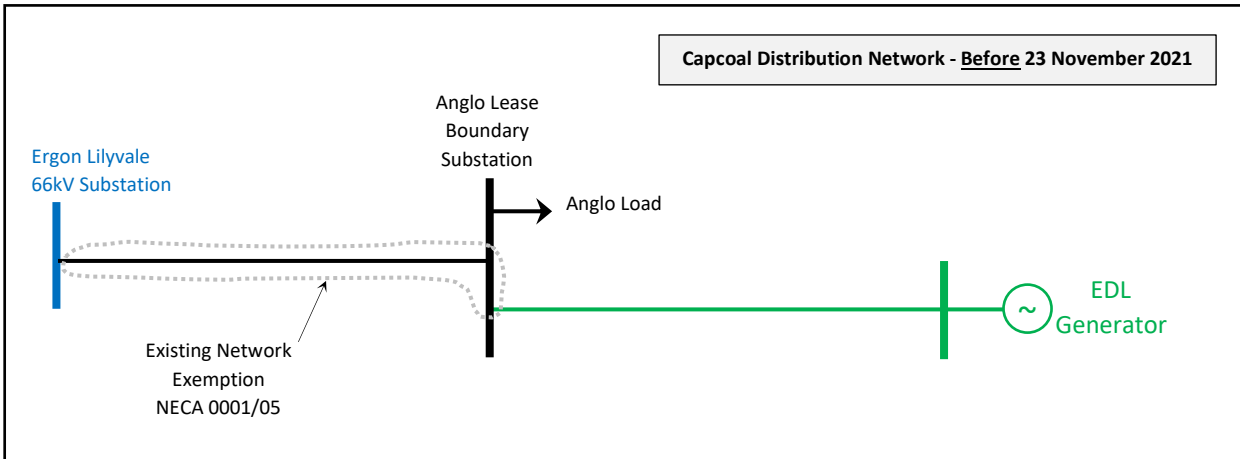 Capcoal Distribution Network - Before 23 November 2021
Anglo Lease
Boundary
Substation
Ergon Lilyvale
66kV Substation
Anglo Load
EDL
Generator
~
Existing Network
Exemption
NECA 0001/05